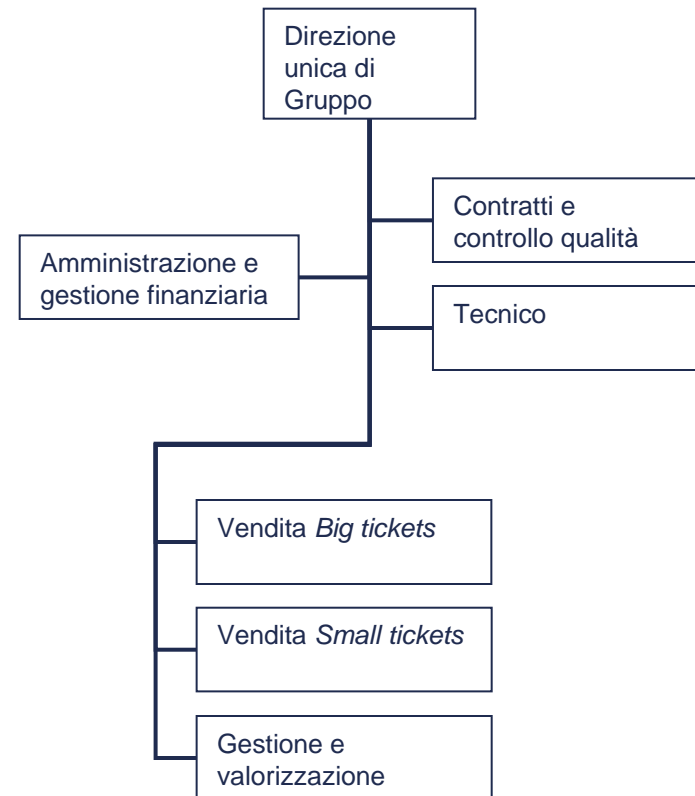 Direzione
unica di
Gruppo
Contratti e
controllo qualità
Amministrazione e
gestione finanziaria
Tecnico
Vendita Big tickets
Vendita Small tickets
Gestione e
valorizzazione